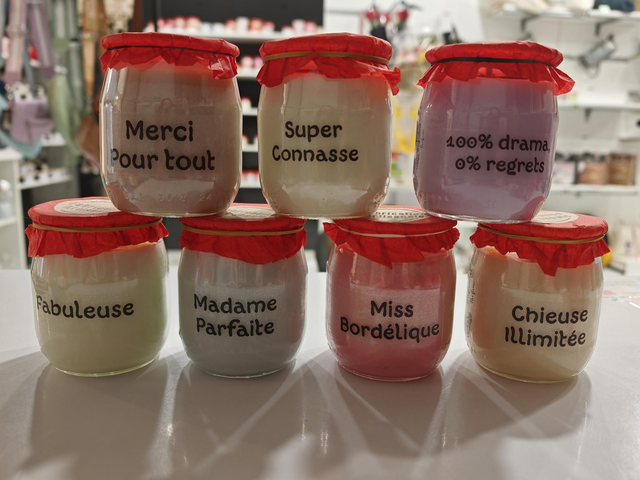 Merci
Pour tout
Super
Connasse
100% drama
0% regrets
Fabuleuse
Madame
Parfaite
Miss
Bordélique
Chieuse
Illimitée